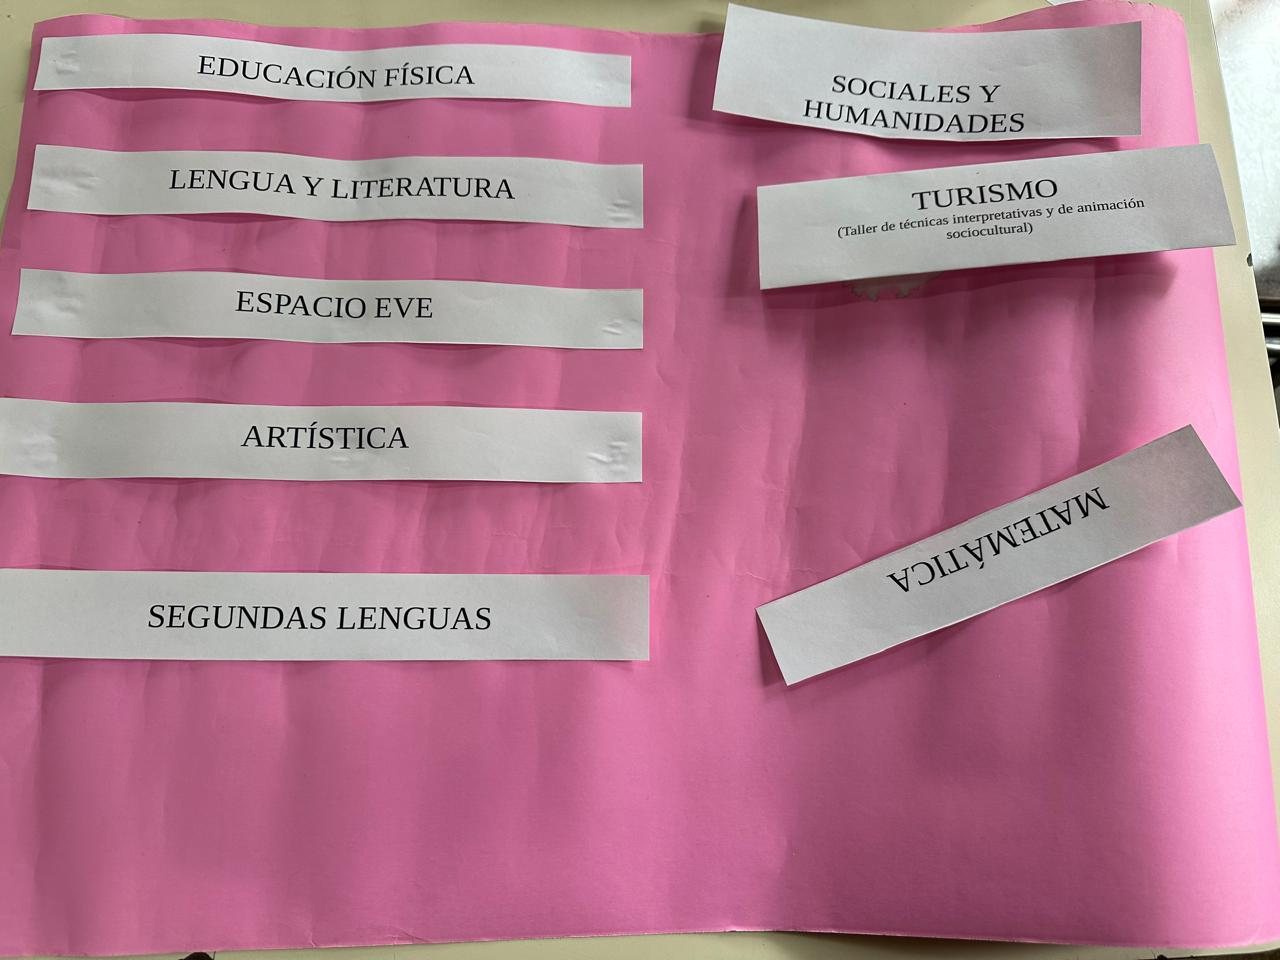 EDUCACIÓN FÍSICA
LENGUA Y LITERATURA
ESPACIO EVE
ARTÍSTICA
SEGUNDAS LENGUAS
SOCIALES Y
HUMANIDADES
TURISMO
(Taller de técnicas interpretativas y de animación
sociocultural)
MATEMÁTICA